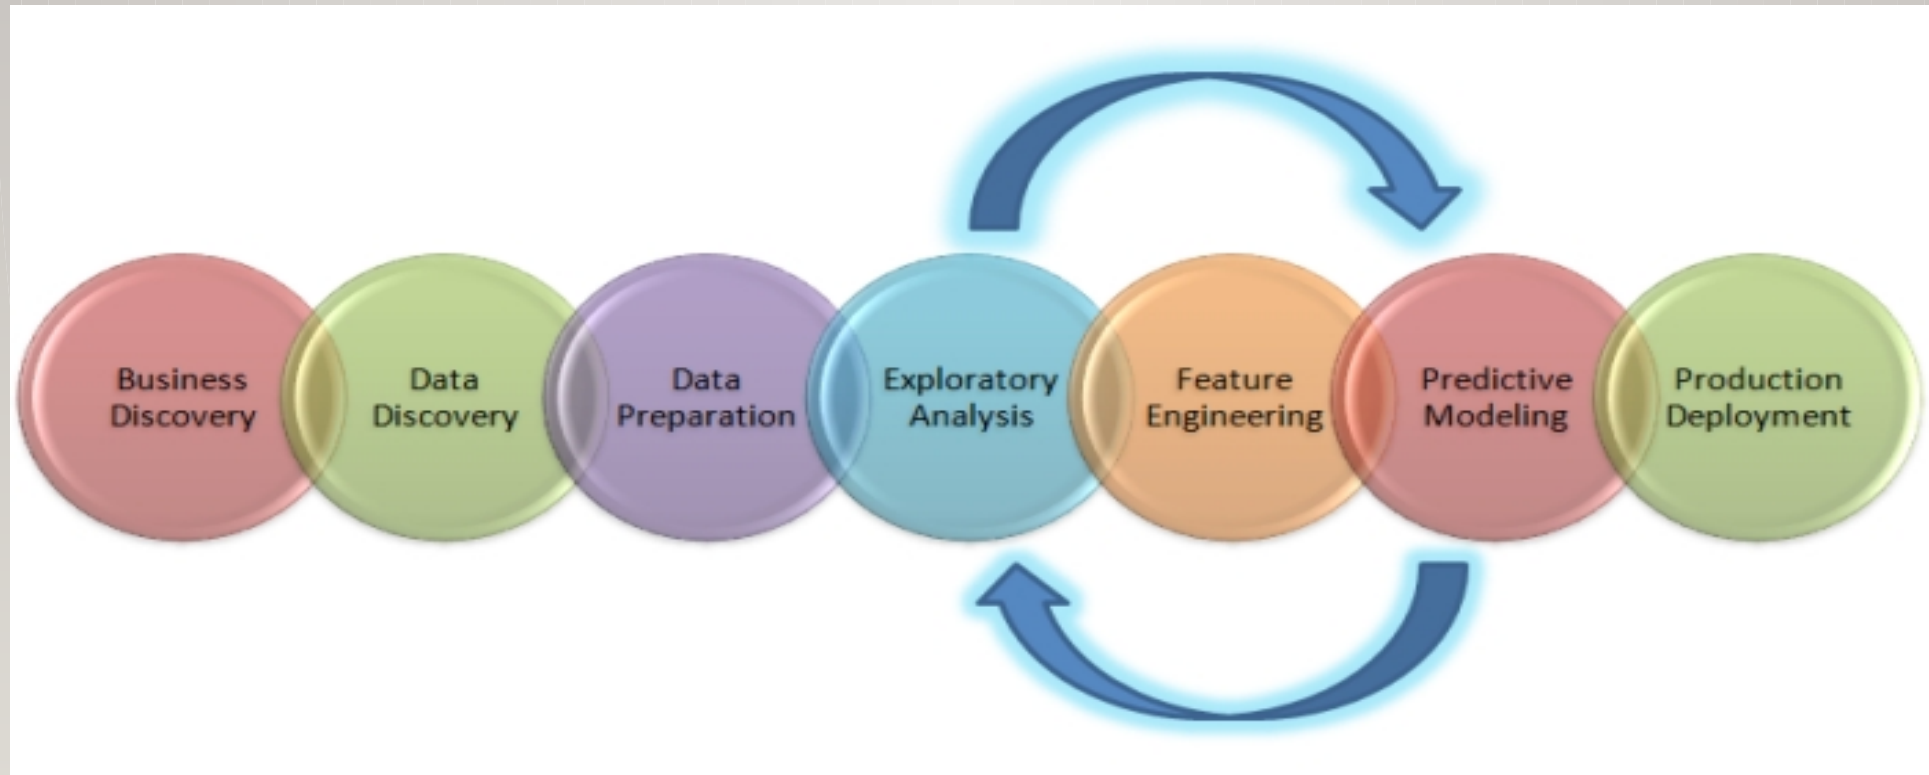 Business
Discovery
Data
Discovery
Data
Preparation
Exploratory
Analysis
Feature
Engineering
Predictive
Modeling
Production
Deployment